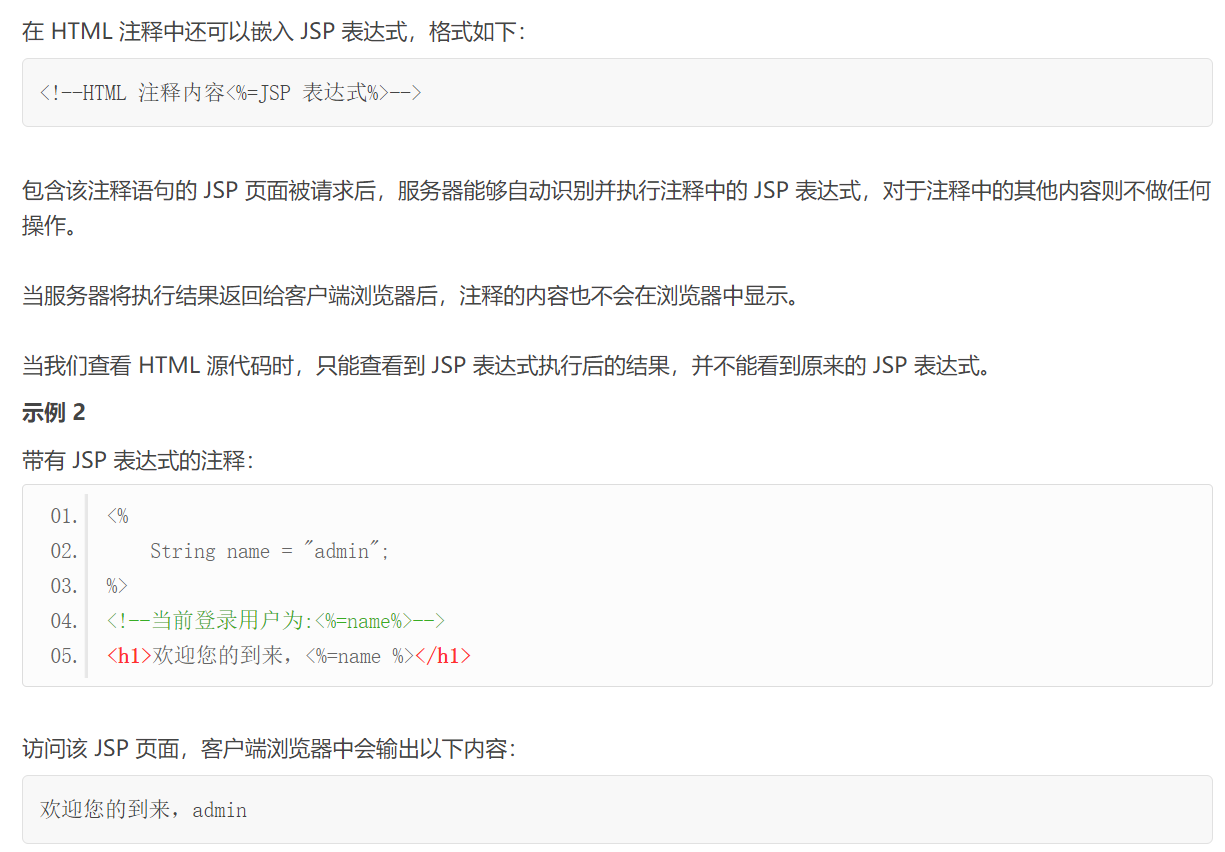 在 HTML 注释中还可以嵌入 JSP 表达式，格式如下：
<!--HTML 注释内容<%=JSP 表达式%>-->
包含该注释语句的 JSP 页面被请求后，服务器能够自动识别并执行注释中的 JSP 表达式，对于注释中的其他内容则不做任何
操作。
当服务器将执行结果返回给客户端浏览器后，注释的内容也不会在浏览器中显示。
当我们查看 HTML 源代码时，只能查看到 JSP 表达式执行后的结果，并不能看到原来的 JSP 表达式。
示例 2
带有 JSP 表达式的注释：
01. <%
02.     String name = "admin";
03. %>
04. <!--当前登录用户为:<%=name%>-->
05. <h1>欢迎您的到来，<%=name %></h1>
访问该 JSP 页面，客户端浏览器中会输出以下内容：
欢迎您的到来，admin